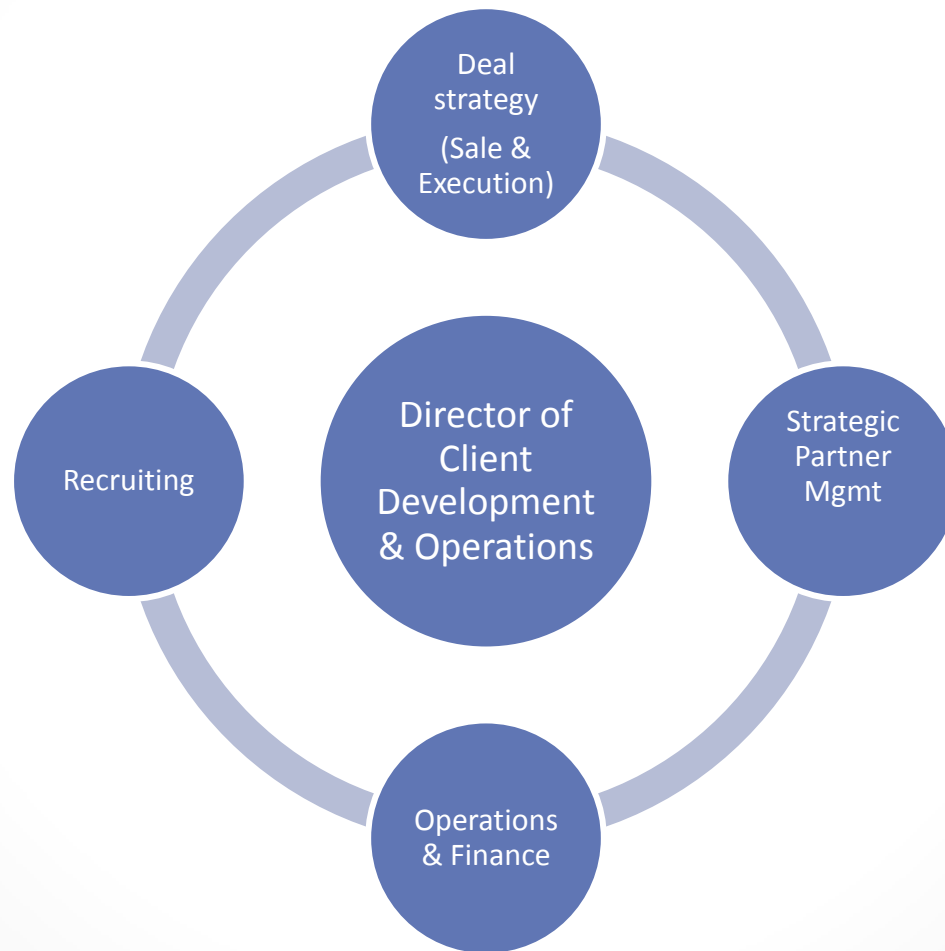 Deal
strategy
(Sale &
Execution)
Director of
Client
Development
& Operations
Strategic
Partner
Mgmt
Recruiting
Operations
& Finance